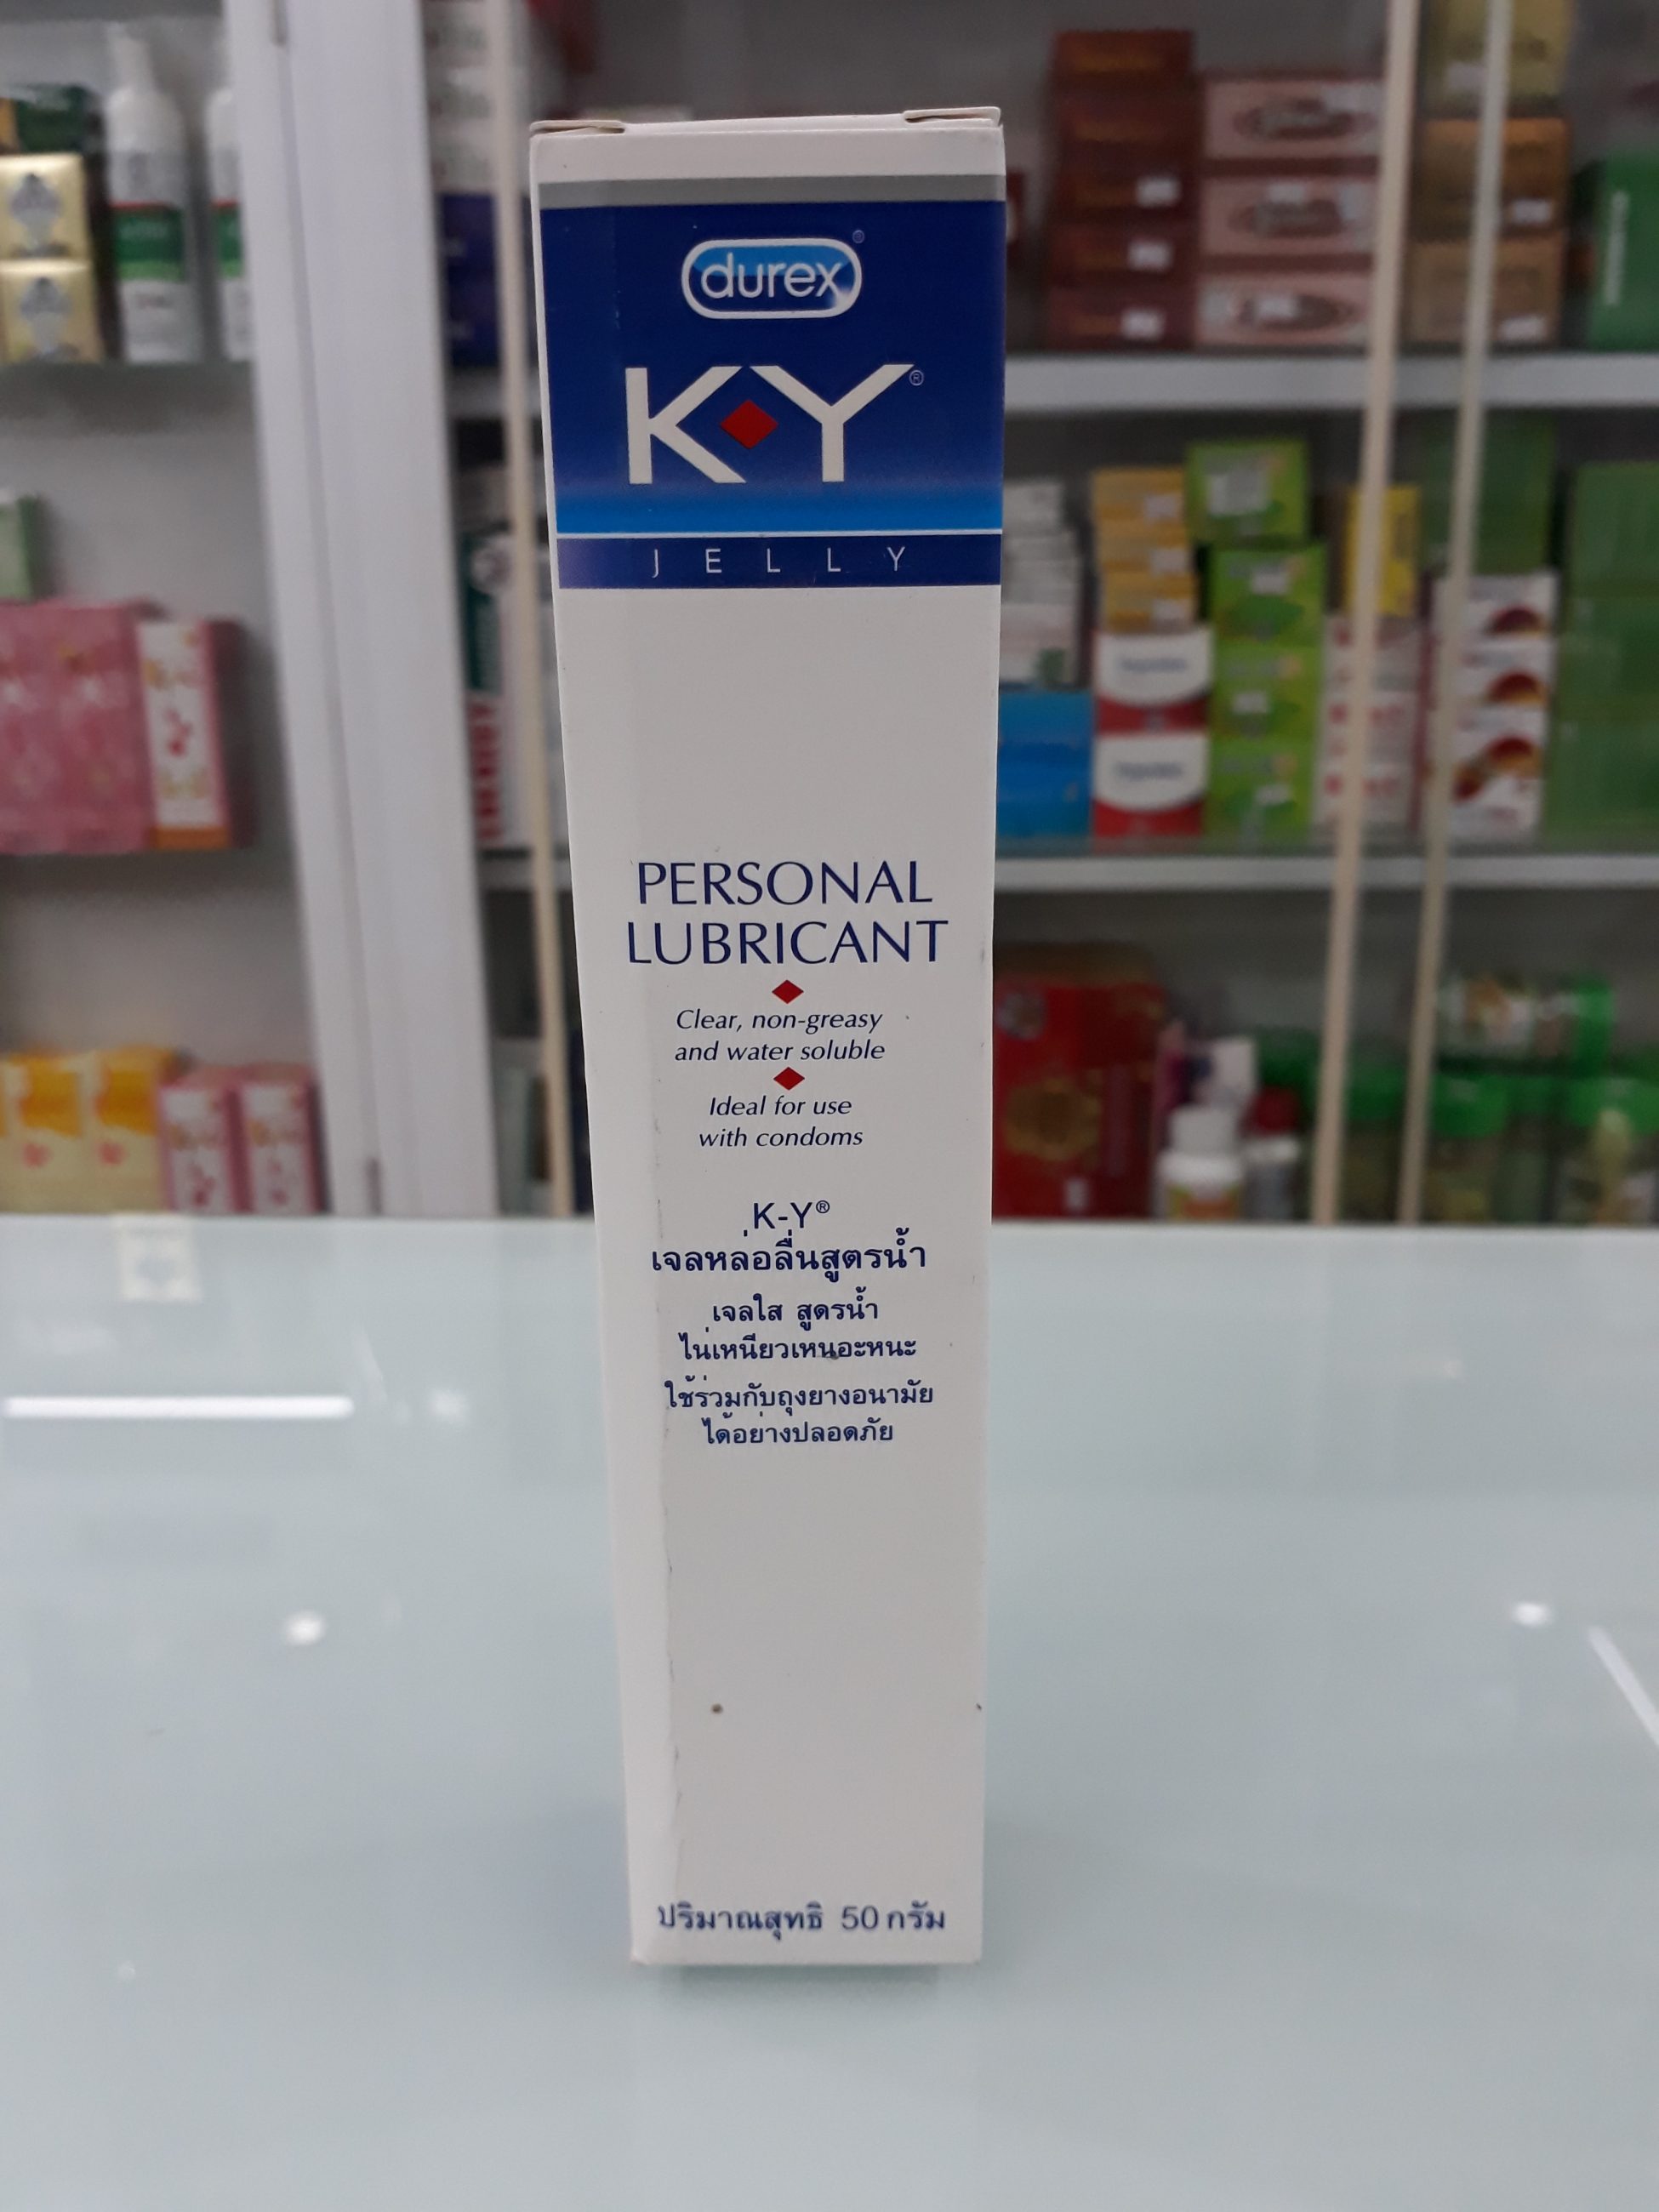 durex®
K-Y®
JELLY
PERSONAL
LUBRICANT
Clear, non-greasy
and water soluble
Ideal for use
with condoms
K-Y®
เจลหล่อลื่นสูตรน้ำ
เจลใส สูตรน้ำ
ไม่เหนียวเหนอะหนะ
ใช้ร่วมกับถุงยางอนามัย
ได้อย่างปลอดภัย
ปริมาณสุทธิ 50 กรัม